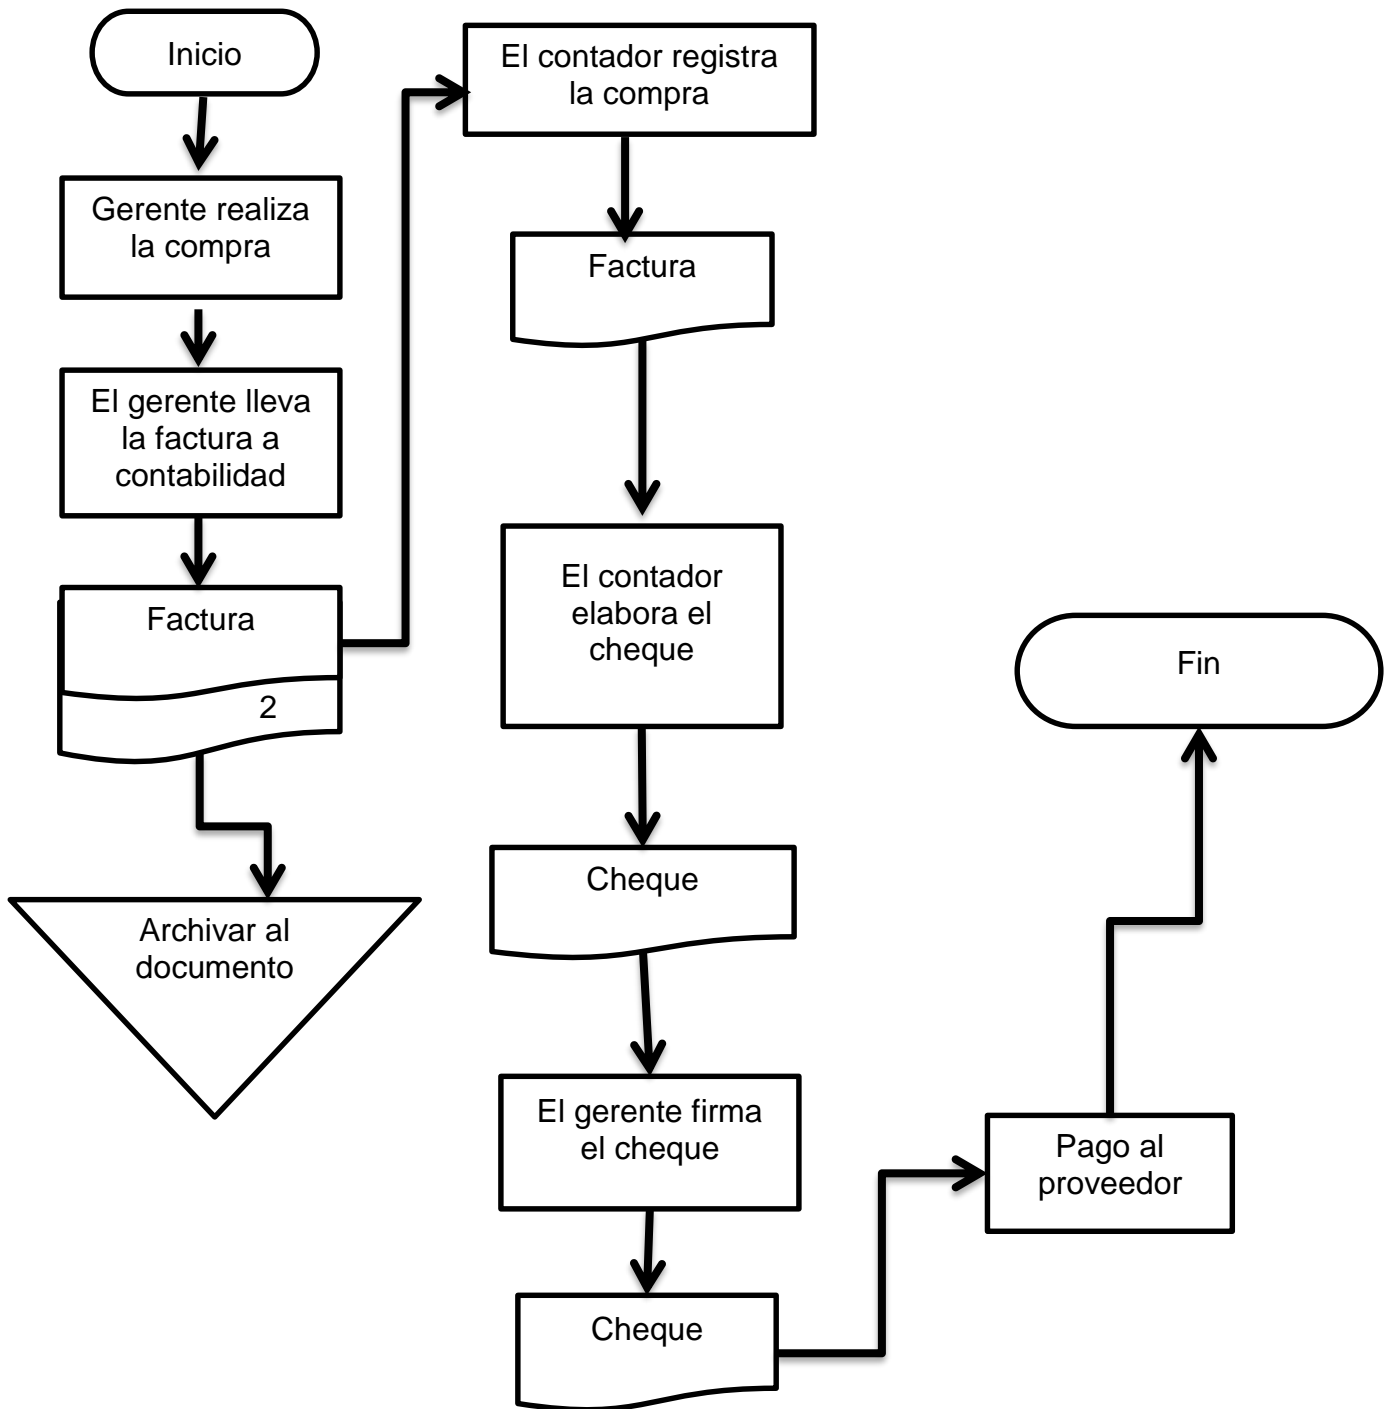 Inicio
Gerente realiza
la compra
El gerente lleva
la factura a
contabilidad
Factura
2
Archivar al
documento
El contador registra
la compra
Factura
El contador
elabora el
cheque
Cheque
El gerente firma
el cheque
Cheque
Pago al
proveedor
Fin